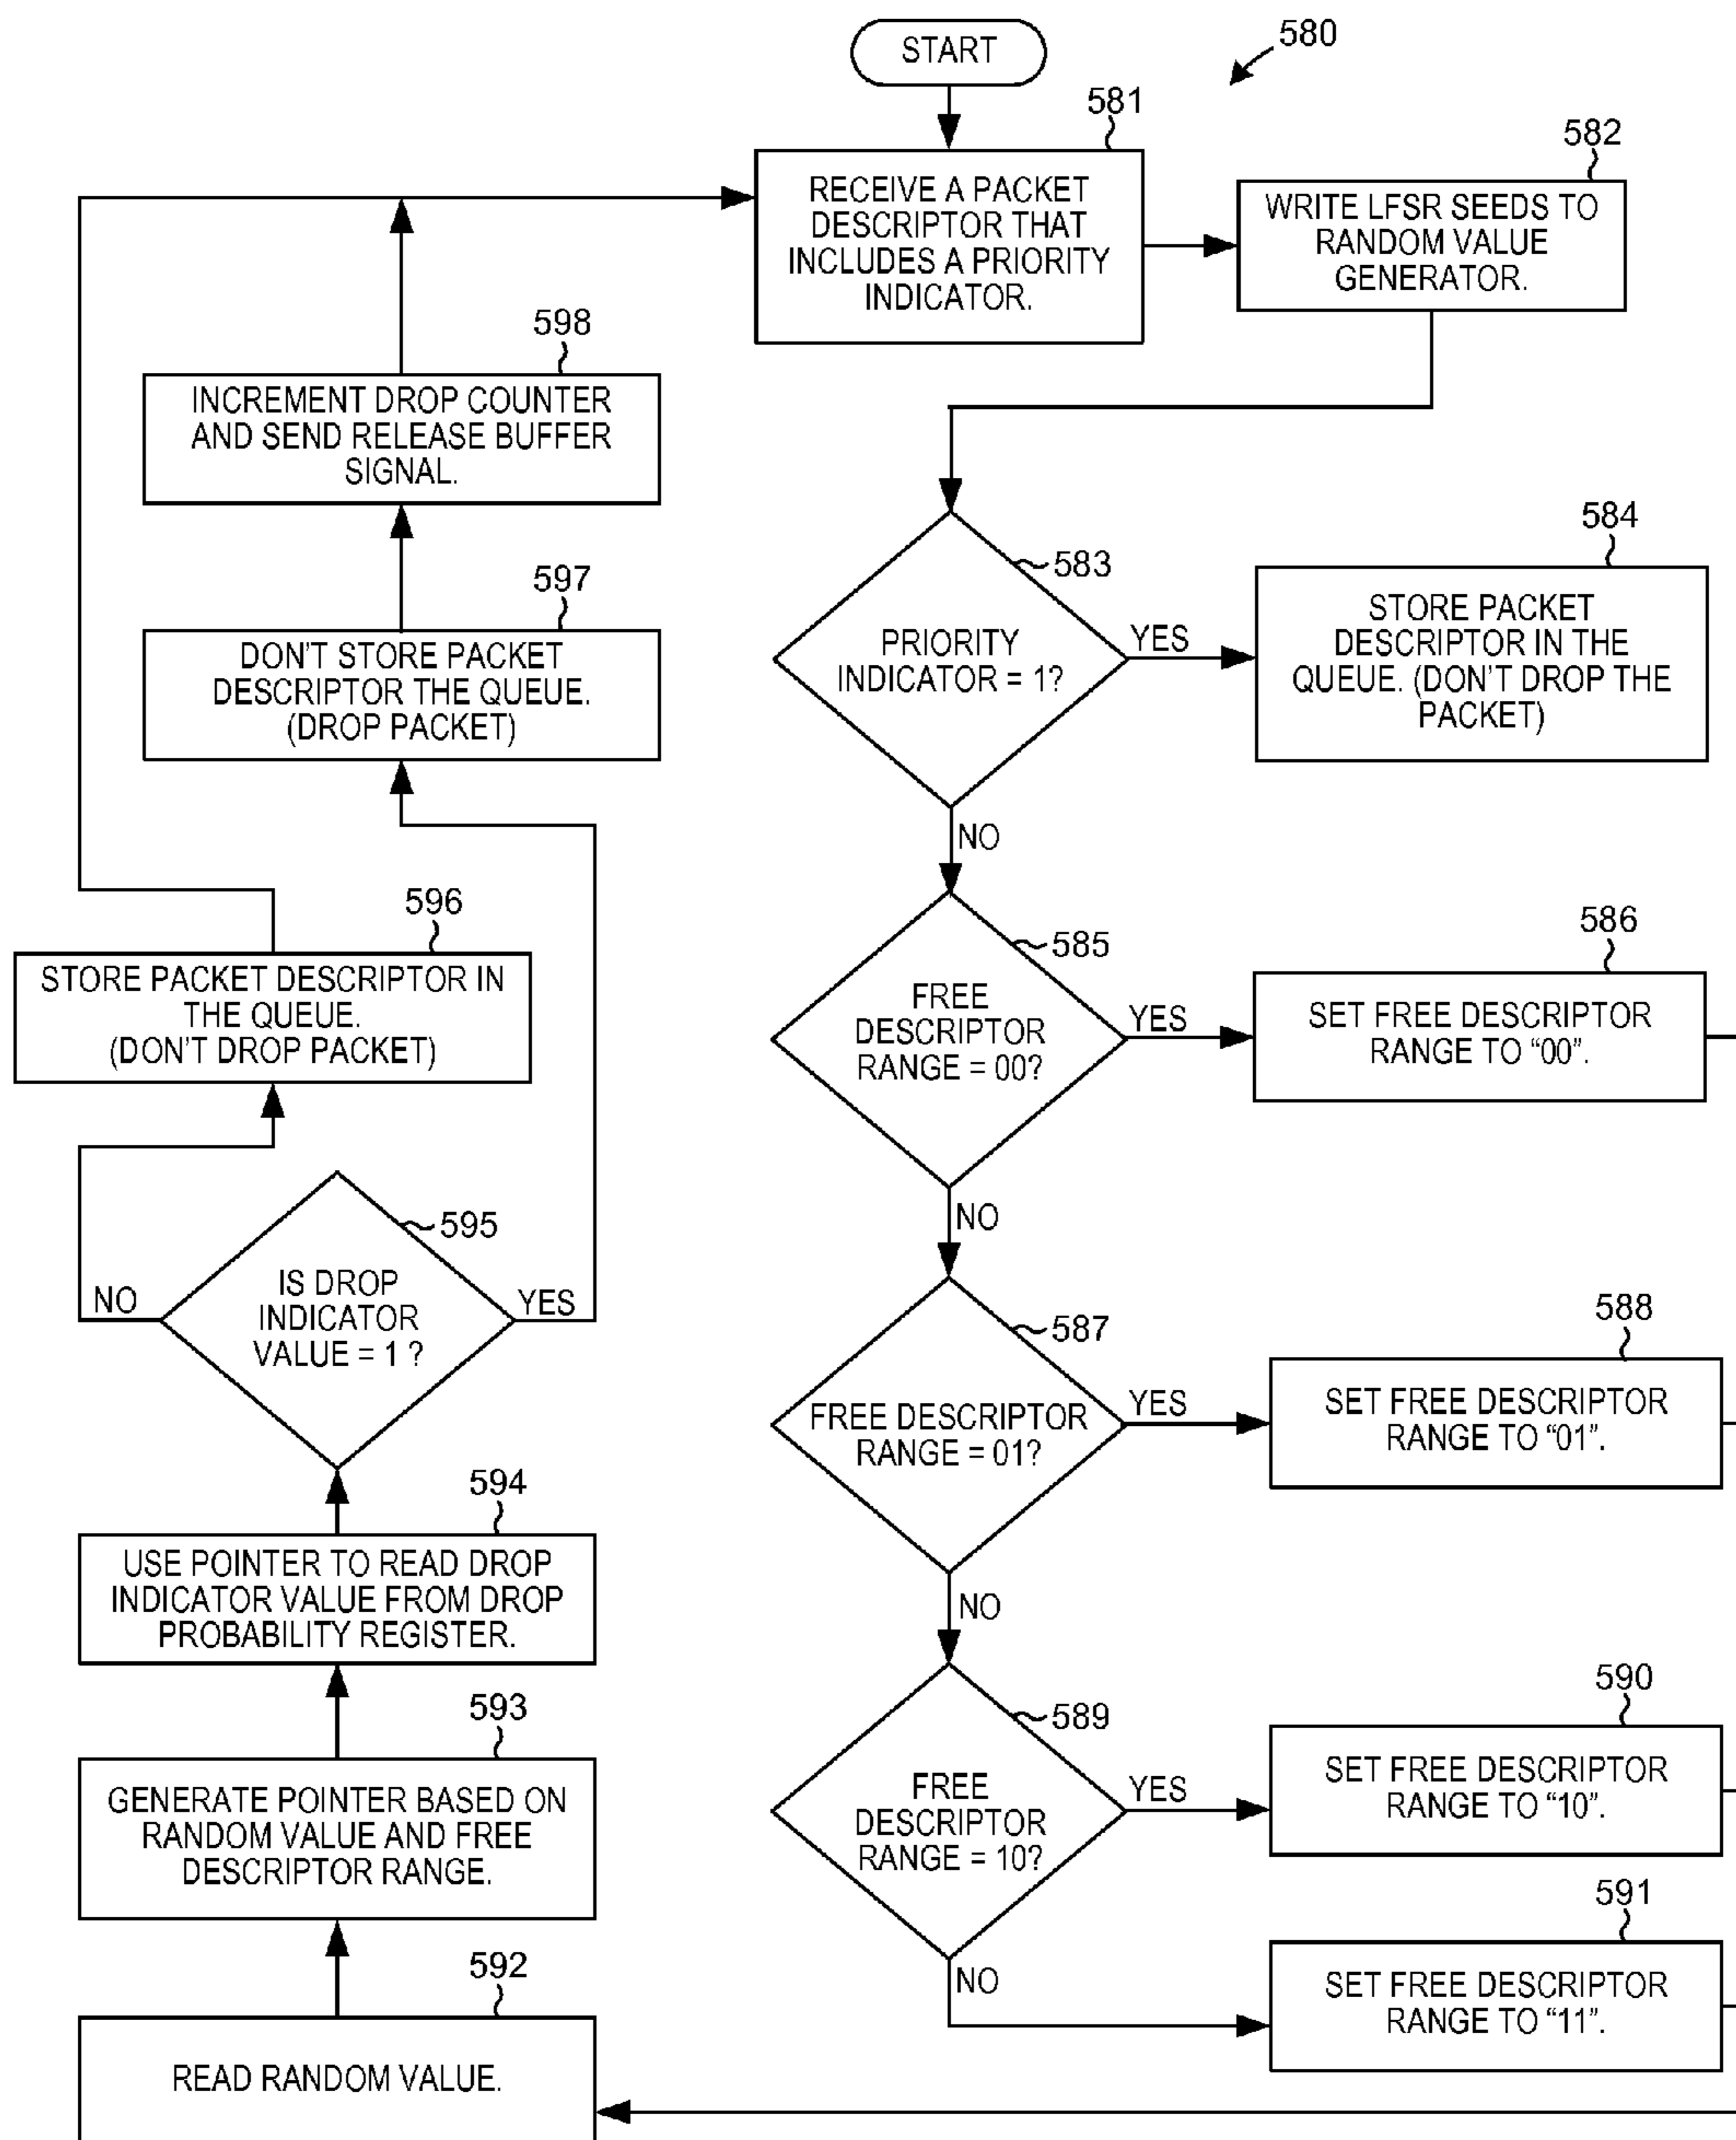 START
580
581
RECEIVE A PACKET
DESCRIPTOR THAT
INCLUDES A PRIORITY
INDICATOR.
582
WRITE LFSR SEEDS TO
RANDOM VALUE
GENERATOR.
583
PRIORITY
INDICATOR = 1?
YES
NO
584
STORE PACKET
DESCRIPTOR IN THE
QUEUE. (DON'T DROP THE
PACKET)
585
FREE
DESCRIPTOR
RANGE = 00?
YES
NO
586
SET FREE DESCRIPTOR
RANGE TO “00”.
587
FREE DESCRIPTOR
RANGE = 01?
YES
NO
588
SET FREE DESCRIPTOR
RANGE TO “01”.
589
FREE
DESCRIPTOR
RANGE = 10?
YES
NO
590
SET FREE DESCRIPTOR
RANGE TO “10”.
591
SET FREE DESCRIPTOR
RANGE TO “11”.
592
READ RANDOM VALUE.
593
GENERATE POINTER BASED ON
RANDOM VALUE AND FREE
DESCRIPTOR RANGE.
594
USE POINTER TO READ DROP
INDICATOR VALUE FROM DROP
PROBABILITY REGISTER.
595
IS DROP
INDICATOR
VALUE = 1 ?
NO
YES
596
STORE PACKET DESCRIPTOR IN
THE QUEUE.
(DON'T DROP PACKET)
597
DON'T STORE PACKET
DESCRIPTOR THE QUEUE.
(DROP PACKET)
598
INCREMENT DROP COUNTER
AND SEND RELEASE BUFFER
SIGNAL.